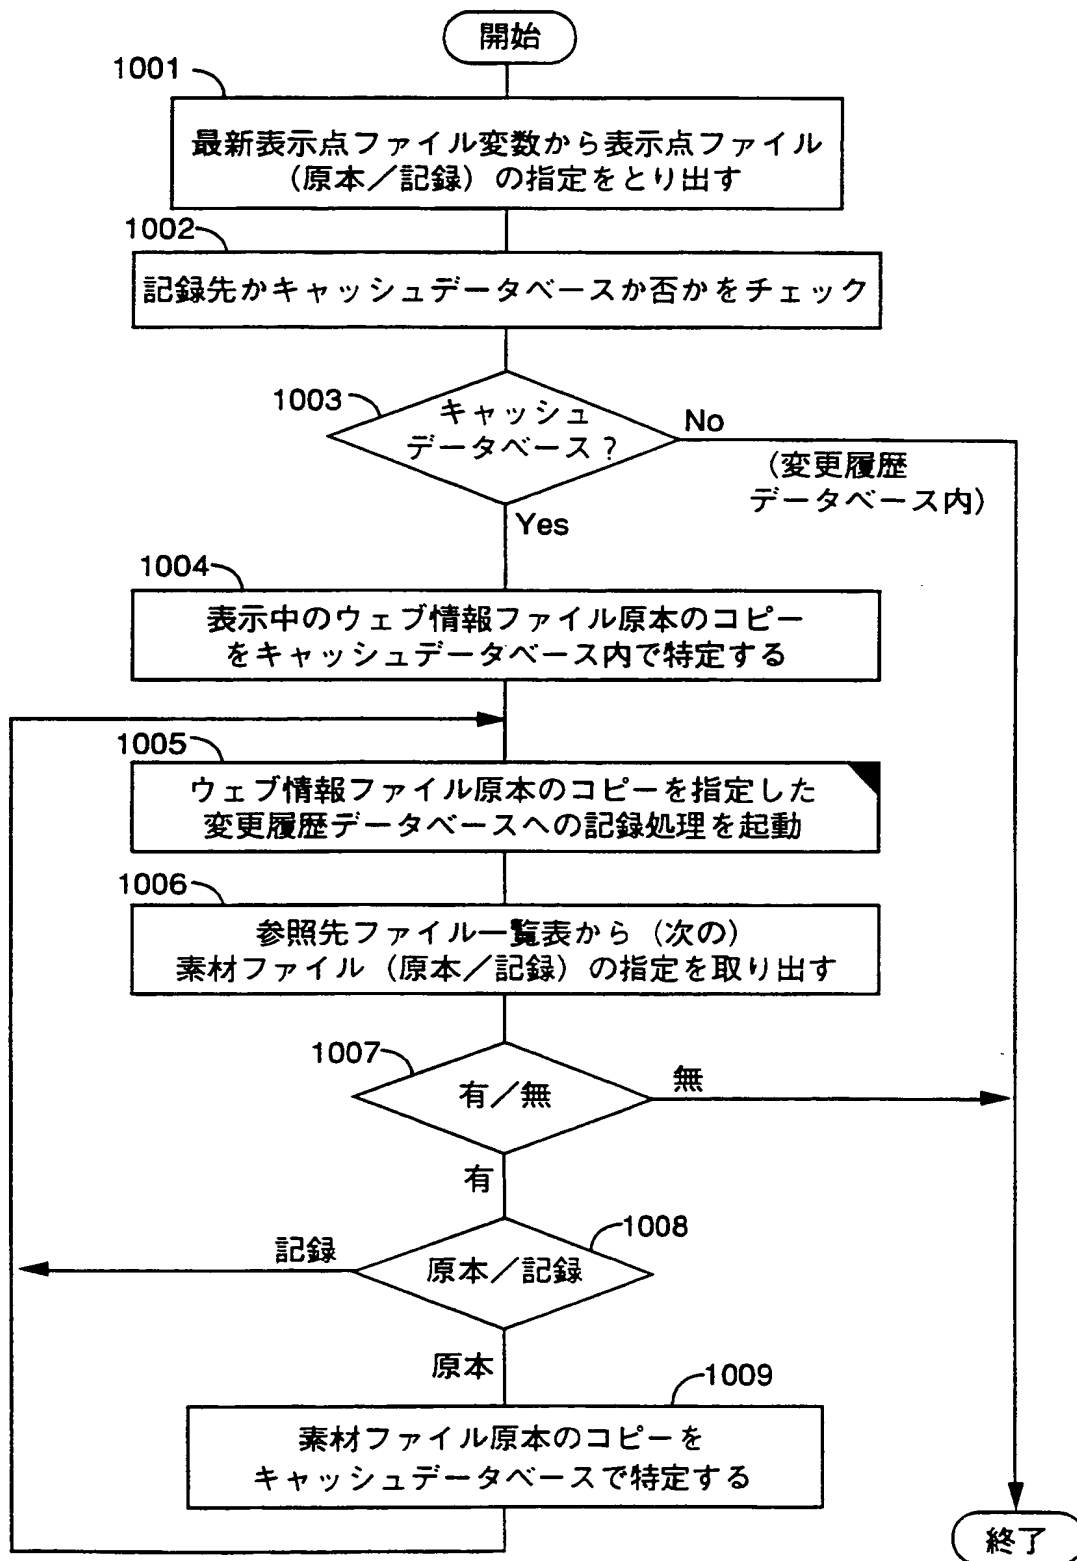 開始
1001
最新表示点ファイル変数から表示点ファイル
(原本／記録)の指定をとり出す
1002
記録先かキャッシュデータベースか否かをチェック
1003
キャッシュ
データベース？
No
(変更履歴
データベース内)
Yes
1004
表示中のウェブ情報ファイル原本のコピー
をキャッシュデータベース内で特定する
1005
ウェブ情報ファイル原本のコピーを指定した
変更履歴データベースへの記録処理を起動
1006
参照先ファイル一覧表から(次の)
素材ファイル(原本／記録)の指定を取り出す
1007
有／無
無
有
1008
記録
原本／記録
原本
1009
素材ファイル原本のコピーを
キャッシュデータベースで特定する
終了